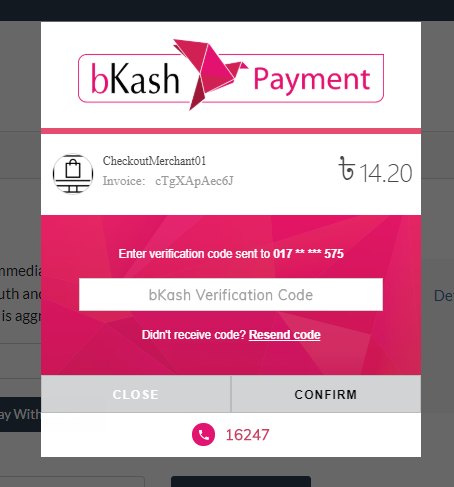 bKash Payment
CheckoutMerchant01
Invoice: cTgXApAec6J
৳ 14.20
Enter verification code sent to 017 ** *** 575
bKash Verification Code
Didn't receive code? Resend code
CLOSE
CONFIRM
16247
mmedia
uth and
is aggr
De
ay With